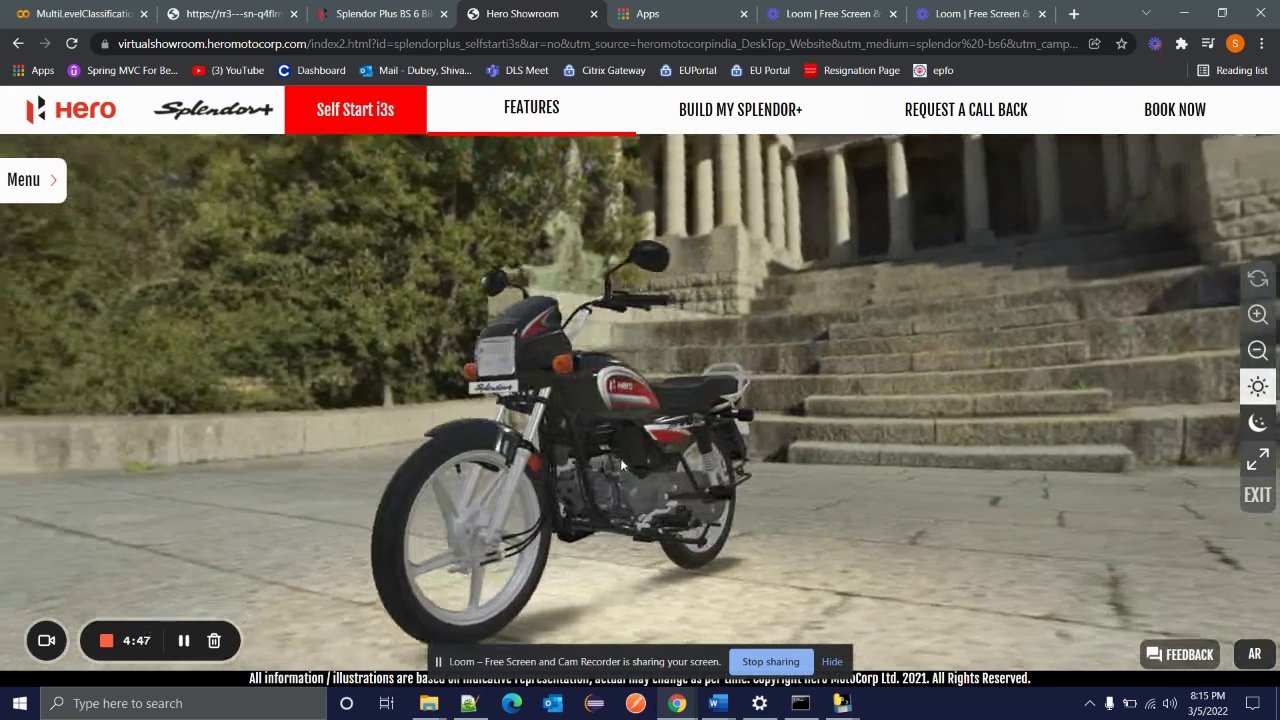 MultiLevelClassificatio
https://rr3---sn-q4flrn
Splendor Plus BS 6 Bik
Hero Showroom
Apps
Loom | Free Screen &
Loom | Free Screen &
virtualshowroom.heromotocorp.com/index2.html?id=splendorplus_selfstarti3s&at=no&utm_source=heromotocorpindia_DeskTop_Website&utm_medium=splendor%20-bs6&utm_camp...
S
Apps
Spring MVC For Be...
(3) YouTube
Dashboard
Mail - Dubey, Shiva...
DLS Meet
Citrix Gateway
EUPortal
EU Portal
Resignation Page
epfo
Reading list
Hero
Splendor+
Self Start i3s
FEATURES
BUILD MY SPLENDOR+
REQUEST A CALL BACK
BOOK NOW
Menu
Splendor+
HERO
EXIT
4:47
Loom – Free Screen and Cam Recorder is sharing your screen.
Stop sharing
Hide
FEEDBACK
AR
All information / illustrations are based on indicative representation, actual may change as per time. Copyright Hero MotoCorp Ltd. 2021. All Rights Reserved.
Type here to search
8:15 PM
3/5/2022